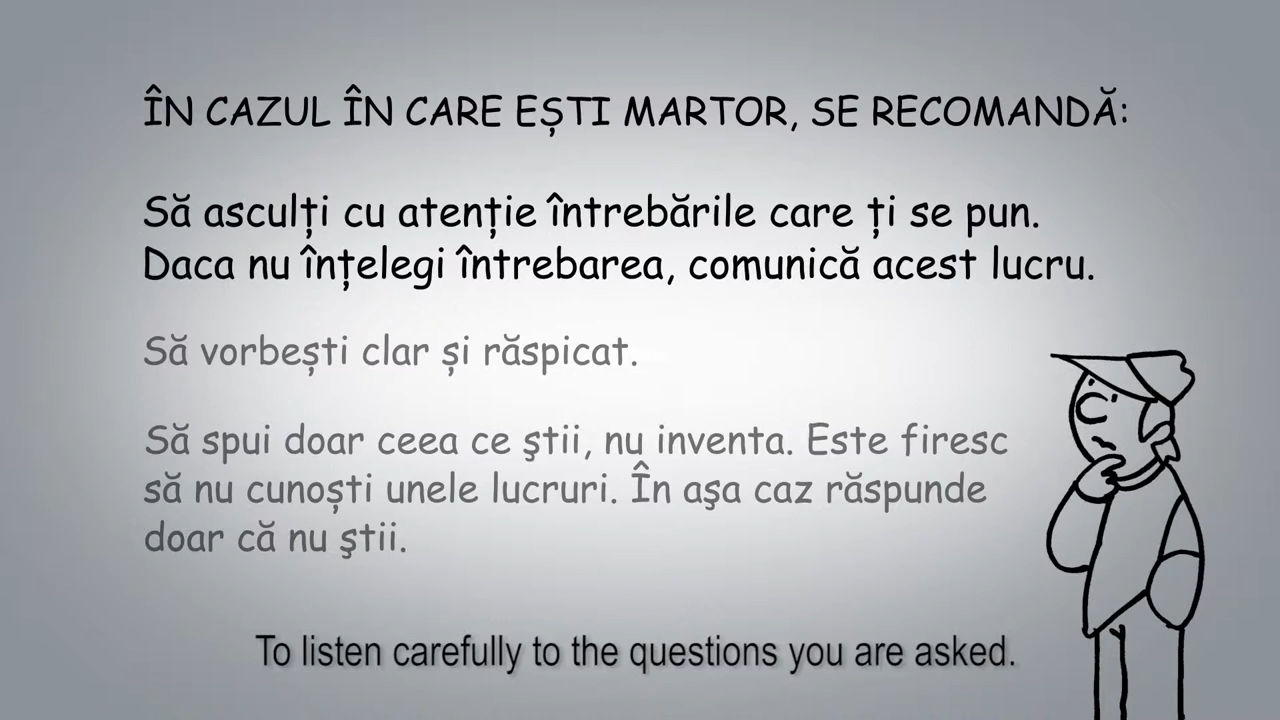 ÎN CAZUL ÎN CARE EȘTI MARTOR, SE RECOMANDĂ:
Să asculți cu atenție întrebările care ți se pun.
Daca nu înțelegi întrebarea, comunică acest lucru.
Să vorbești clar și răspicat.
Să spui doar ceea ce ştii, nu inventa. Este firesc
să nu cunoști unele lucruri. În aşa caz răspunde
doar că nu ştii.
To listen carefully to the questions you are asked.